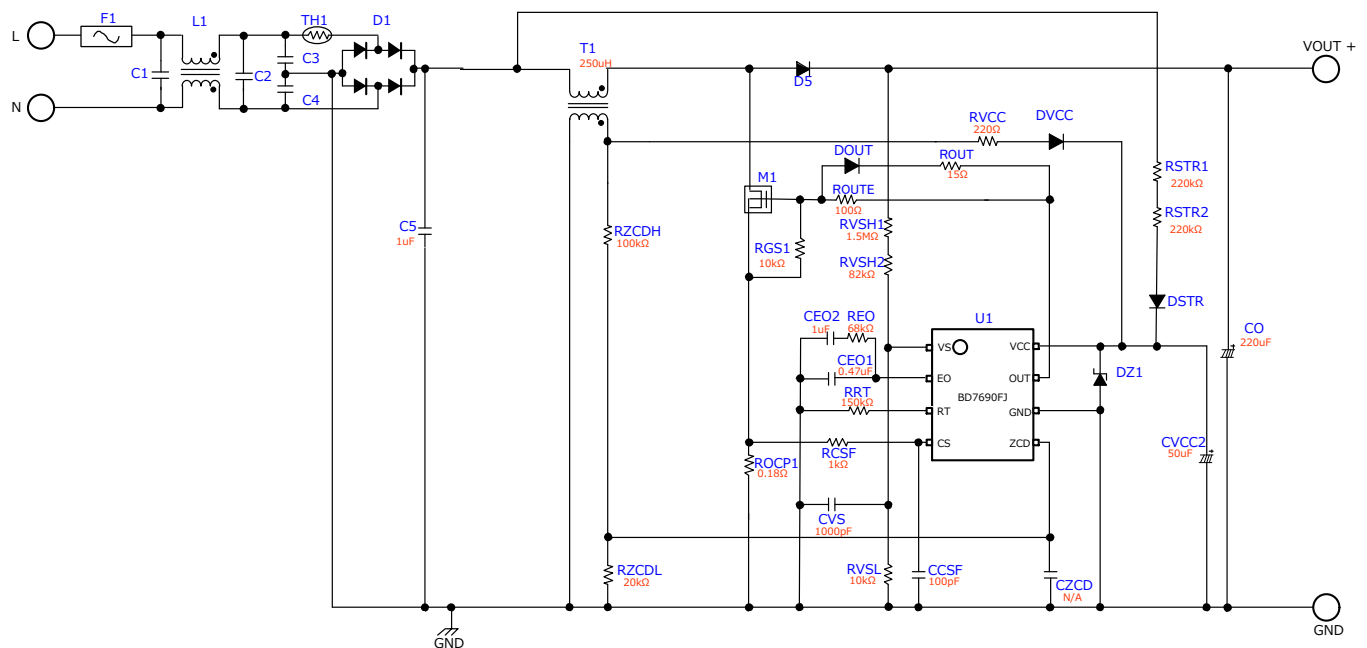 L
F1
C1
L1
C2
C3
C4
TH1
D1
N
C5
1uF
T1
250uH
D5
VOUT +
RVCC
220Ω
DVCC
DOUT
ROUT
15Ω
M1
ROUTE
100Ω
RSTR1
220kΩ
RSTR2
220kΩ
RZCDH
100kΩ
RGS1
10kΩ
RVSH1
1.5MΩ
RVSH2
82kΩ
DSTR
CEO2
1uF
REO
68kΩ
U1
CO
220uF
VS
VCC
CEO1
0.47uF
EO
OUT
DZ1
RRT
150kΩ
BD7690FJ
RT
GND
CS
ZCD
ROCP1
0.18Ω
RCSF
1kΩ
CVCC2
50uF
CVS
1000pF
RZCDL
20kΩ
RVSL
10kΩ
CCSF
100pF
CZCD
N/A
GND
GND